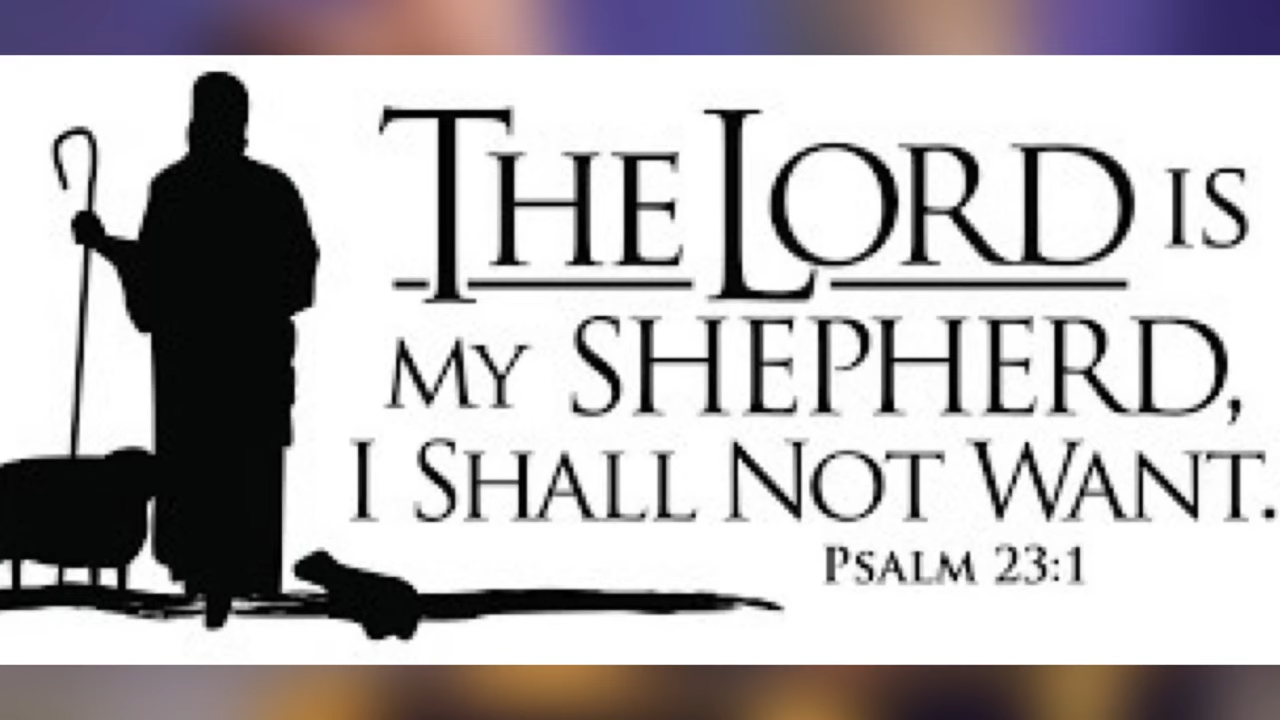 The Lord is
my SHEPHERD,
I Shall Not Want.
Psalm 23:1